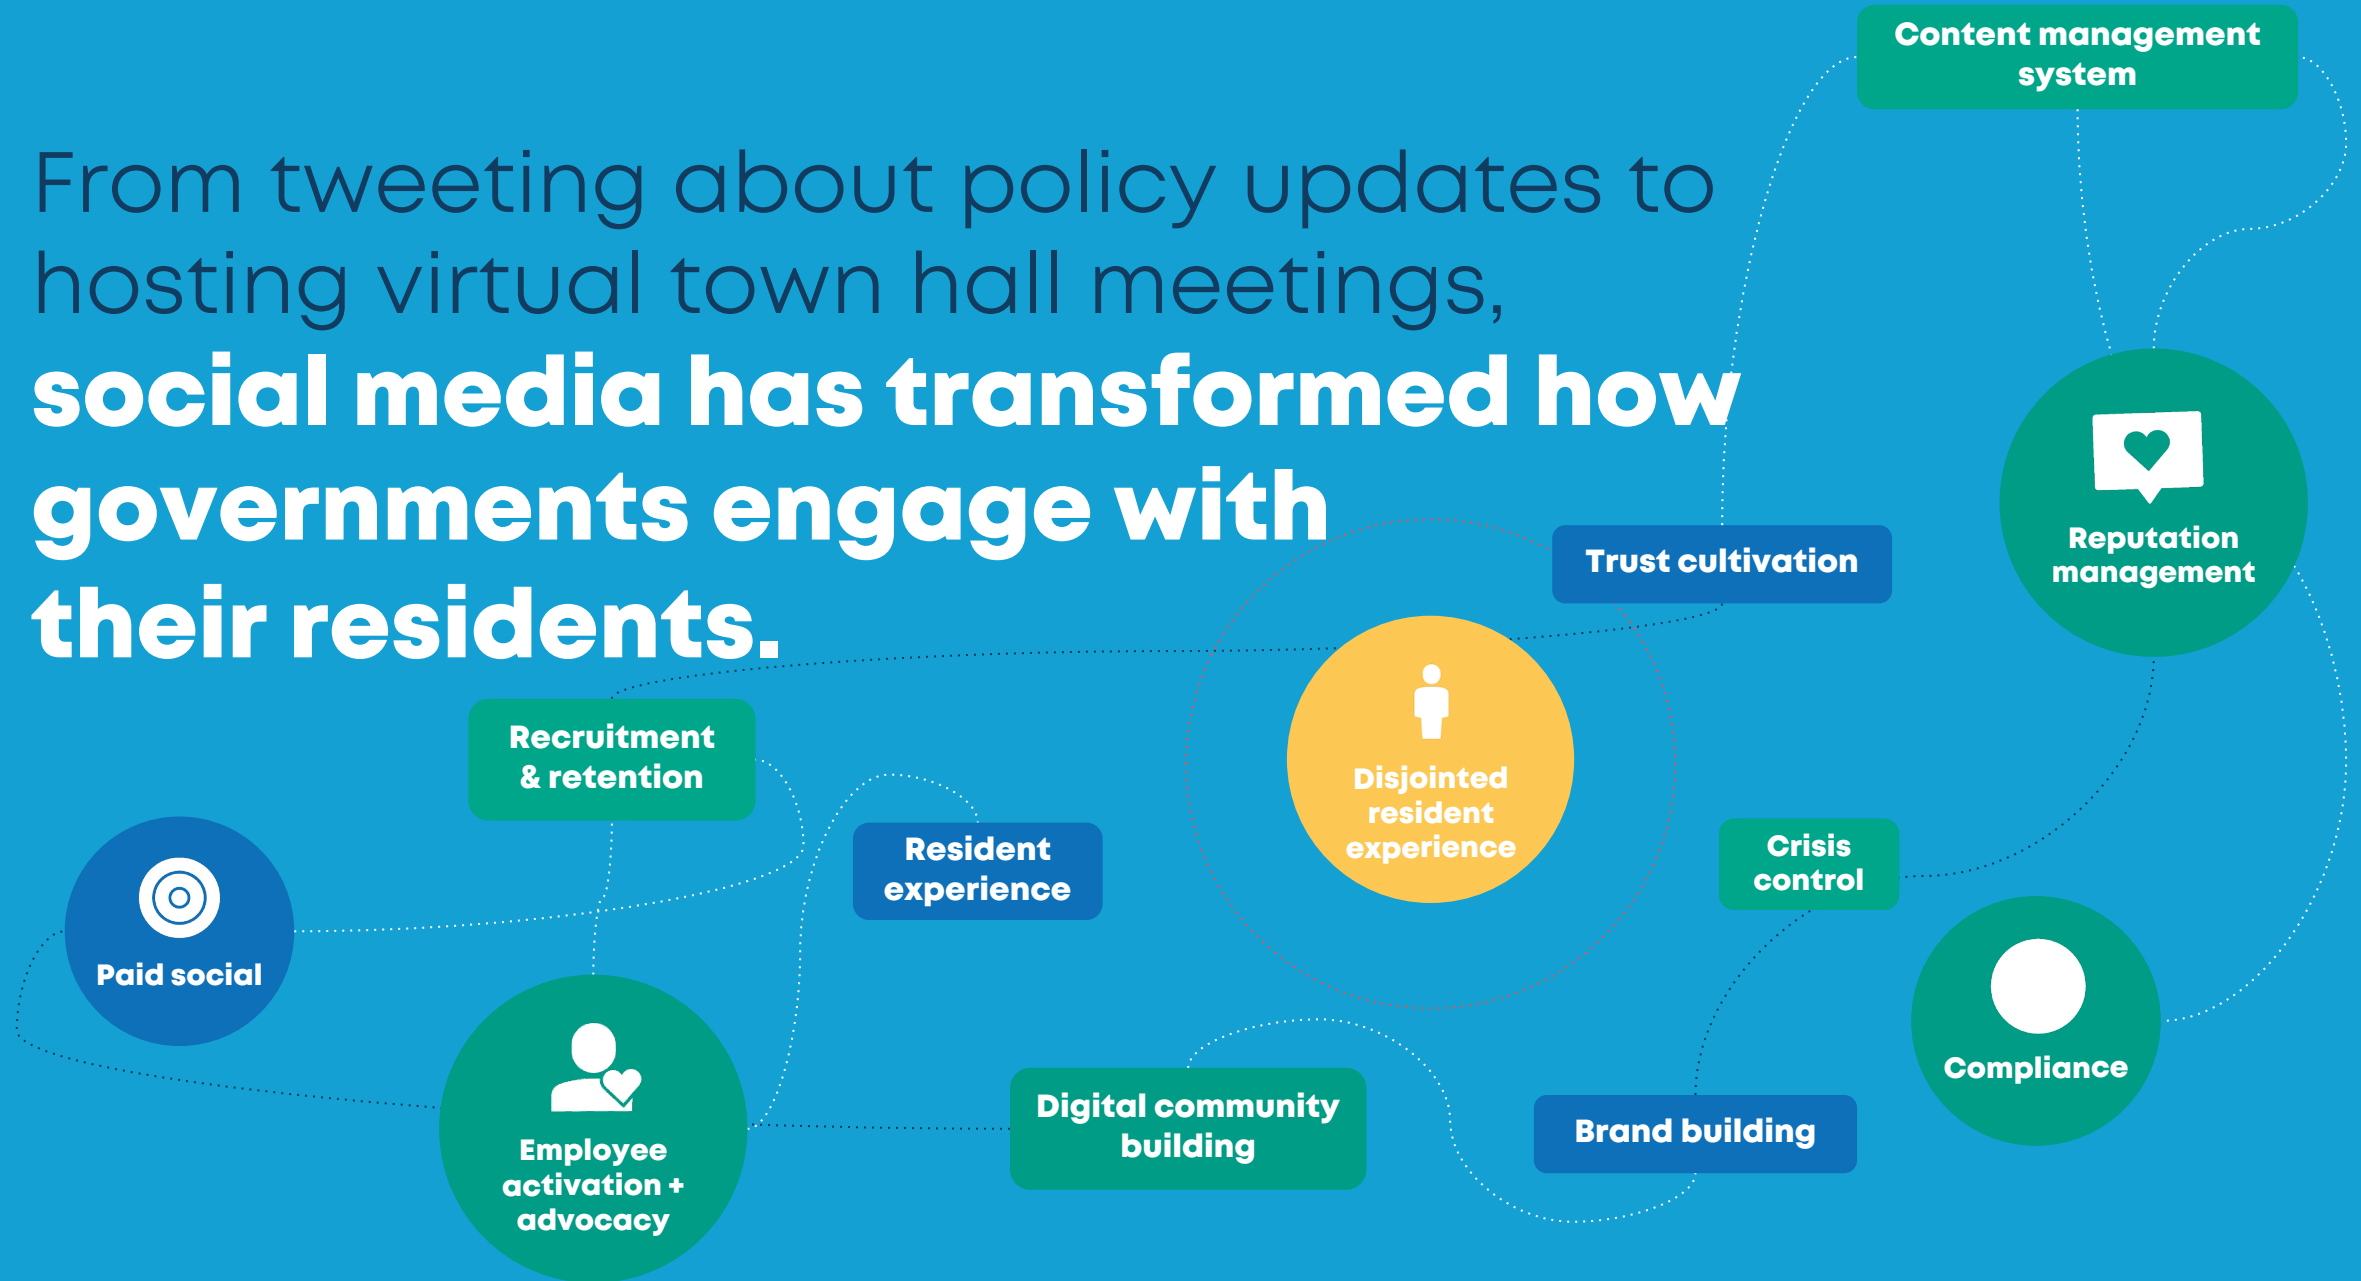 From tweeting about policy updates to
hosting virtual town hall meetings,
social media has transformed how
governments engage with
their residents.
Content management
system
Reputation
management
Trust cultivation
Disjointed
resident
experience
Recruitment
& retention
Resident
experience
Crisis
control
Paid social
Compliance
Employee
activation +
advocacy
Digital community
building
Brand building